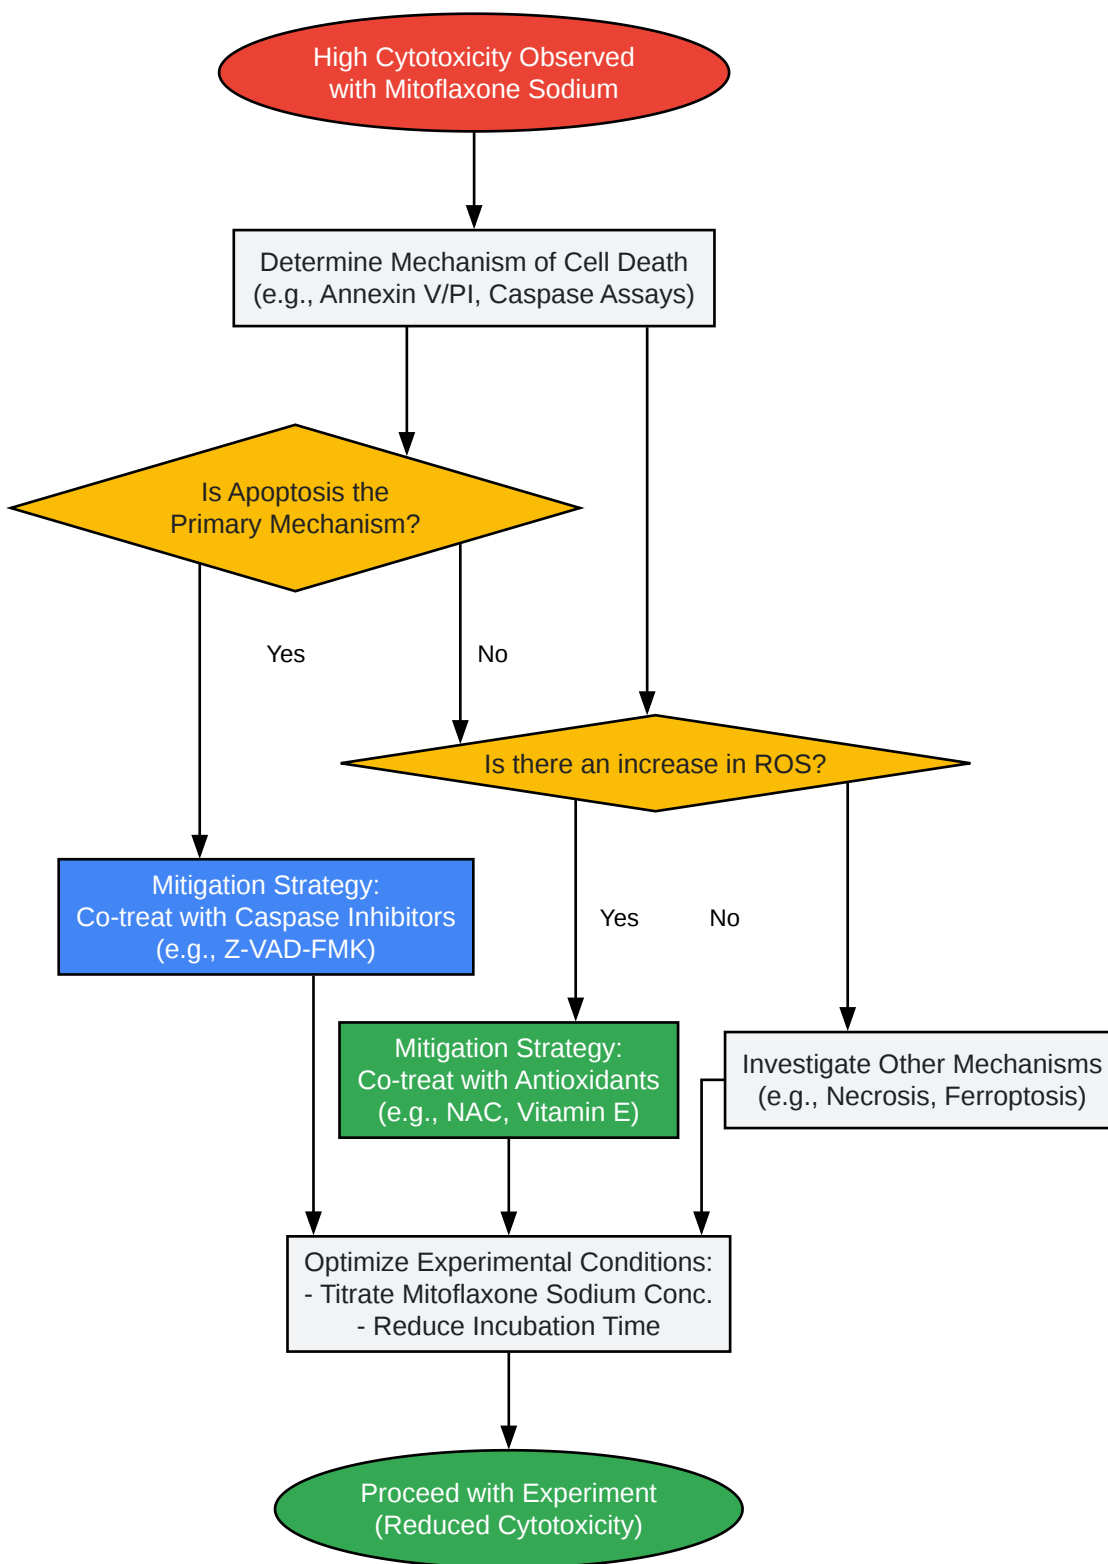 High Cytotoxicity Observed
with Mitoflaxone Sodium
Determine Mechanism of Cell Death
(e.g., Annexin V/PI, Caspase Assays)
Is Apoptosis the
Primary Mechanism?
Yes
No
Is there an increase in ROS?
Mitigation Strategy:
Co-treat with Caspase Inhibitors
(e.g., Z-VAD-FMK)
Yes
No
Mitigation Strategy:
Co-treat with Antioxidants
(e.g., NAC, Vitamin E)
Investigate Other Mechanisms
(e.g., Necrosis, Ferroptosis)
Optimize Experimental Conditions:
- Titrate Mitoflaxone Sodium Conc.
- Reduce Incubation Time
Proceed with Experiment
(Reduced Cytotoxicity)